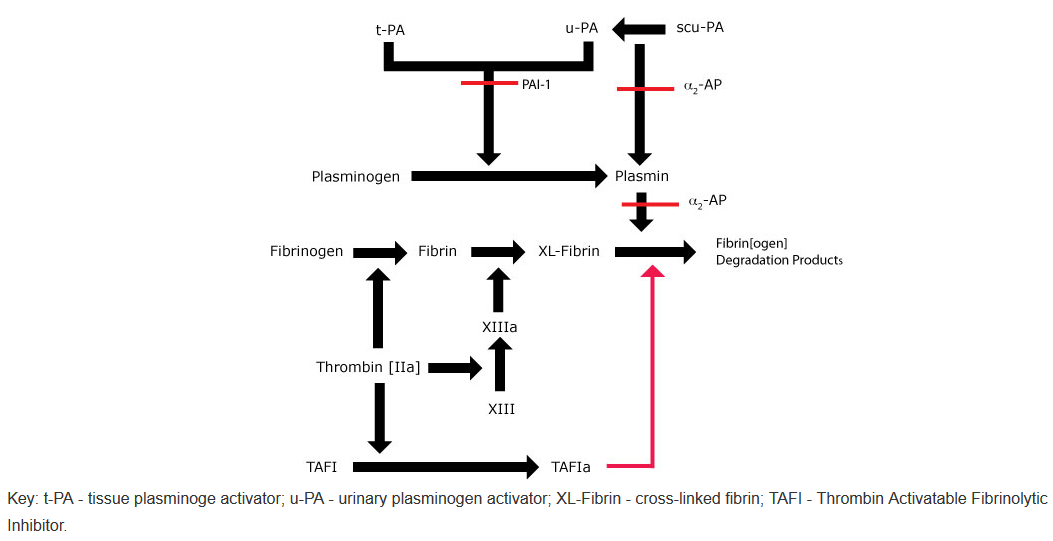 t-PA
u-PA
scu-PA
PAI-1
α2-AP
Plasminogen
Plasmin
α2-AP
Fibrinogen
Fibrin
XL-Fibrin
Fibrin[ogen]
Degradation Products
XIIIa
Thrombin [IIa]
XIII
TAFI
TAFIa
Key: t-PA - tissue plasminoge activator; u-PA - urinary plasminogen activator; XL-Fibrin - cross-linked fibrin; TAFI - Thrombin Activatable Fibrinolytic
Inhibitor.